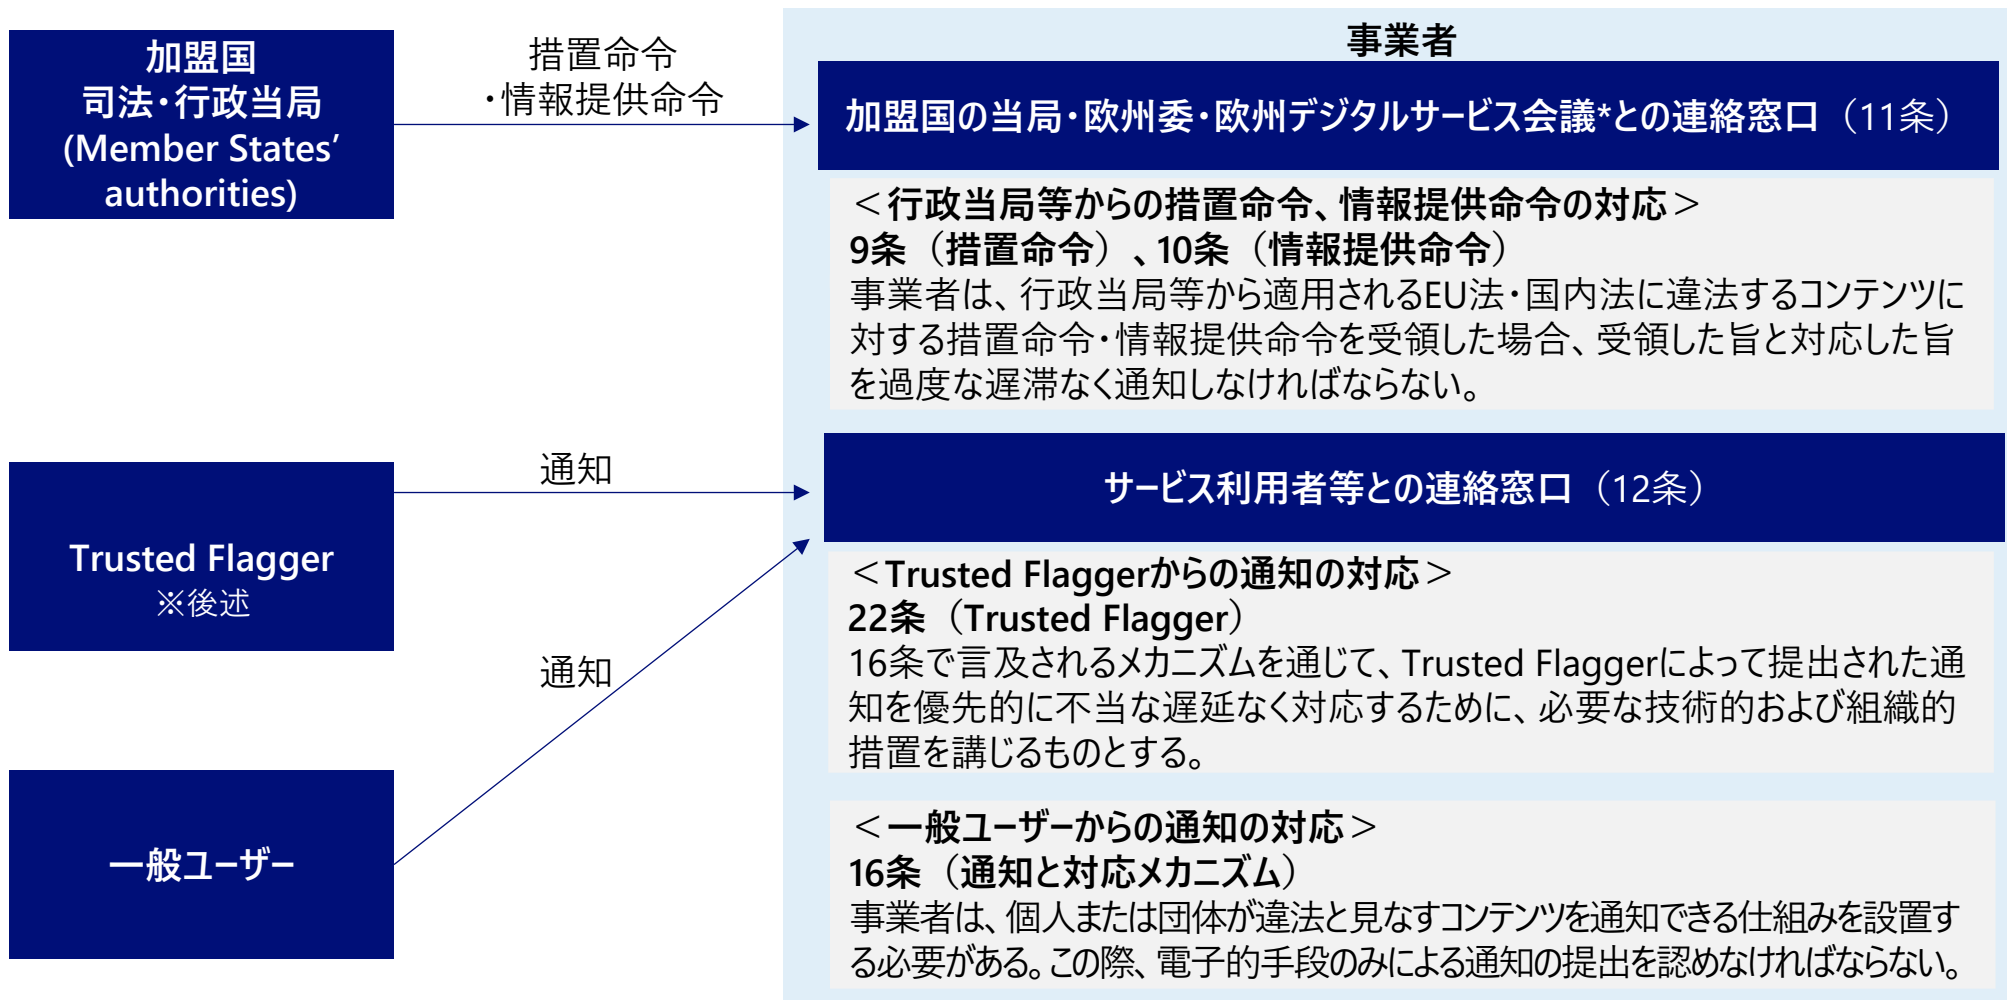 加盟国
司法・行政当局
(Member States’
authorities)
措置命令
・情報提供命令
事業者
加盟国の当局・欧州委・欧州デジタルサービス会議*との連絡窓口（11条）
＜行政当局等からの措置命令、情報提供命令の対応＞
9条（措置命令）、10条（情報提供命令）
事業者は、行政当局等から適用されるEU法・国内法に違法するコンテンツに
対する措置命令・情報提供命令を受領した場合、受領した旨と対応した旨
を過度な遅滞なく通知しなければならない。
Trusted Flagger
※後述
通知
サービス利用者等との連絡窓口（12条）
＜Trusted Flaggerからの通知の対応＞
22条（Trusted Flagger）
16条で言及されるメカニズムを通じて、Trusted Flaggerによって提出された通
知を優先的に不当な遅延なく対応するために、必要な技術的および組織的
措置を講じるものとする。
通知
一般ユーザー
＜一般ユーザーからの通知の対応＞
16条（通知と対応メカニズム）
事業者は、個人または団体が違法と見なすコンテンツを通知できる仕組みを設置す
る必要がある。この際、電子的手段のみによる通知の提出を認めなければならない。